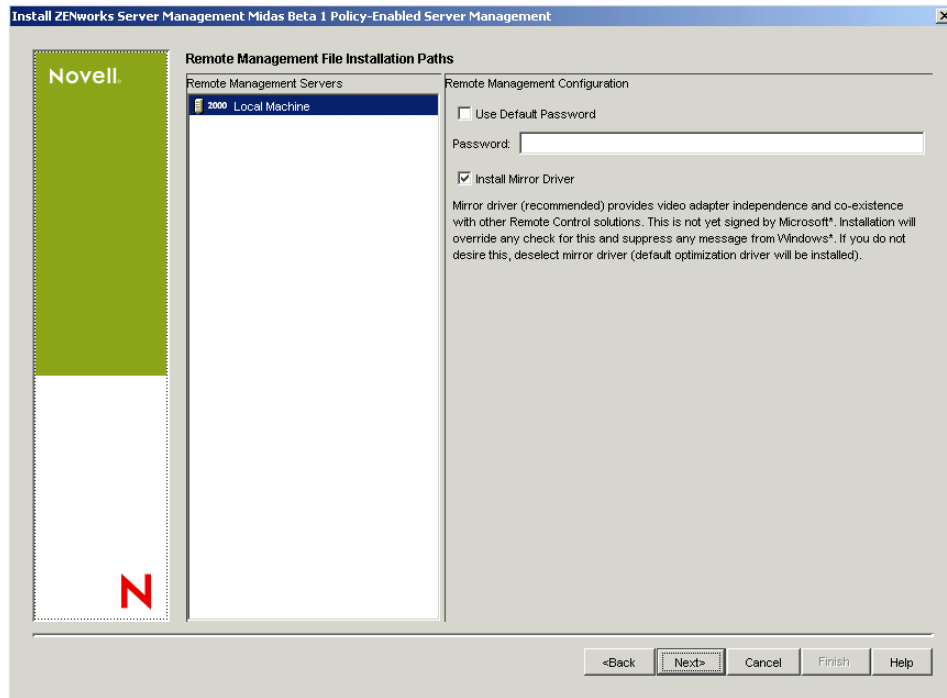 Install ZENworks Server Management Midas Beta 1 Policy-Enabled Server Management
Novell.
Remote Management File Installation Paths
Remote Management Servers
2000 Local Machine
Remote Management Configuration
Use Default Password
Password:
Install Mirror Driver
Mirror driver (recommended) provides video adapter independence and co-existence
with other Remote Control solutions. This is not yet signed by Microsoft*. Installation will
override any check for this and suppress any message from Windows*. If you do not
desire this, deselect mirror driver (default optimization driver will be installed).
N
«Back
Next»
Cancel
Finish
Help